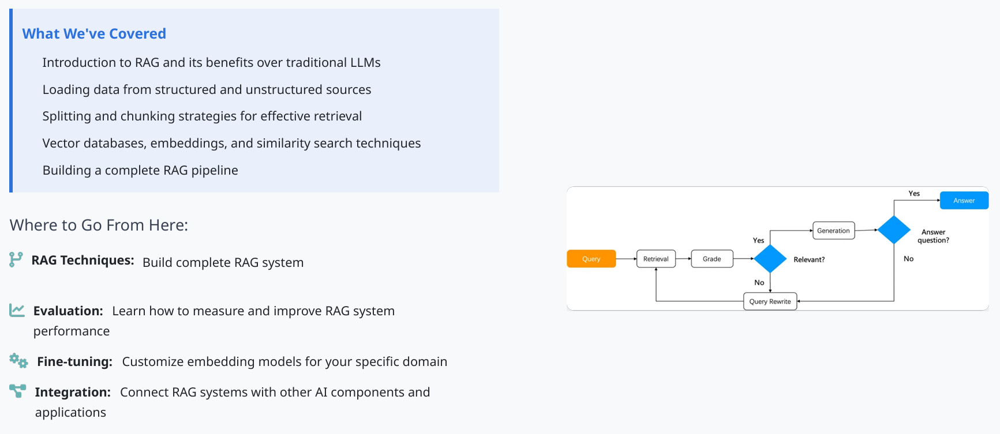 What We've Covered
Introduction to RAG and its benefits over traditional LLMs
Loading data from structured and unstructured sources
Splitting and chunking strategies for effective retrieval
Vector databases, embeddings, and similarity search techniques
Building a complete RAG pipeline
Where to Go From Here:
RAG Techniques: Build complete RAG system
Evaluation: Learn how to measure and improve RAG system
performance
Fine-tuning: Customize embedding models for your specific domain
Integration: Connect RAG systems with other AI components and
applications
Query
Retrieval
Grade
Yes
Relevant?
No
Query Rewrite
Generation
Yes
Answer
Answer
question?
No